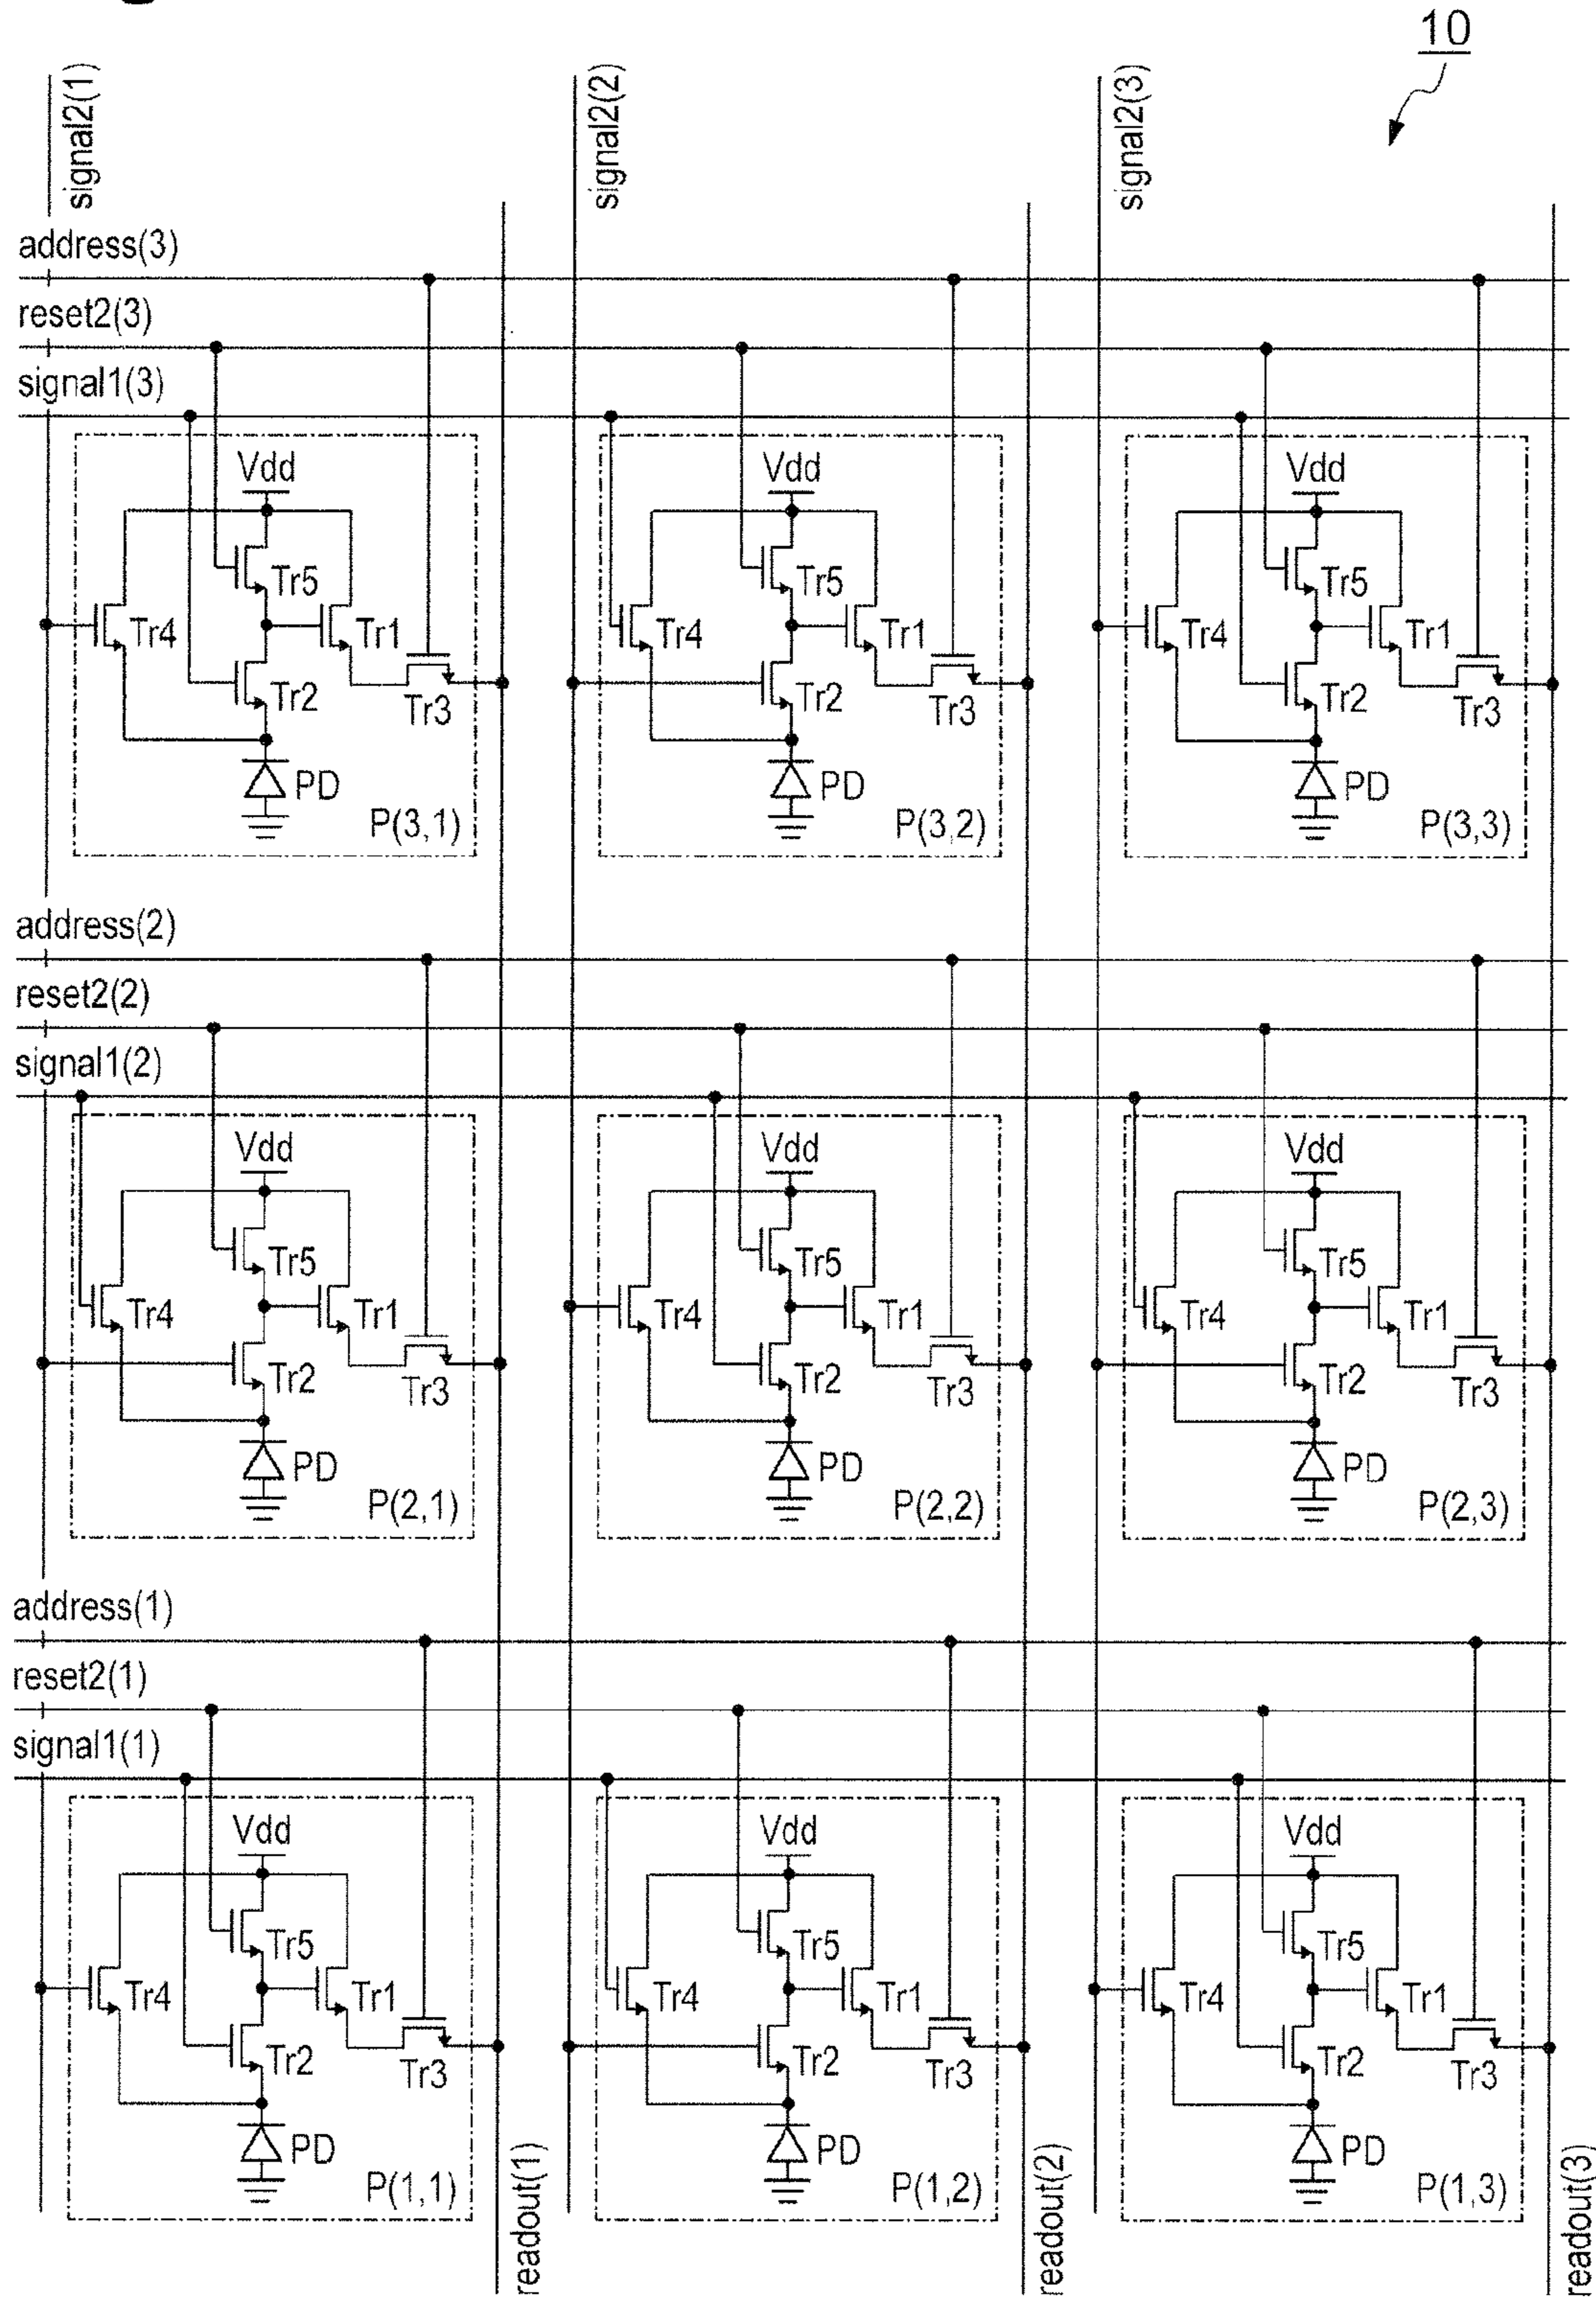 10
signal2(1)
signal2(2)
signal2(3)
address(3)
reset2(3)
signal1(3)
Vdd Vdd Vdd
Tr5 Tr5 Tr5
Tr4 Tr1 Tr4 Tr1 Tr4 Tr1
Tr2 Tr3 Tr2 Tr3 Tr2 Tr3
PD PD PD
P(3,1) P(3,2) P(3,3)
address(2)
reset2(2)
signal1(2)
Vdd Vdd Vdd
Tr5 Tr5 Tr5
Tr4 Tr1 Tr4 Tr1 Tr4 Tr1
Tr2 Tr3 Tr2 Tr3 Tr2 Tr3
PD PD PD
P(2,1) P(2,2) P(2,3)
address(1)
reset2(1)
signal1(1)
Vdd Vdd Vdd
Tr5 Tr5 Tr5
Tr4 Tr1 Tr4 Tr1 Tr4 Tr1
Tr2 Tr3 Tr2 Tr3 Tr2 Tr3
PD PD PD
P(1,1) P(1,2) P(1,3)
readout(1)
readout(2)
readout(3)